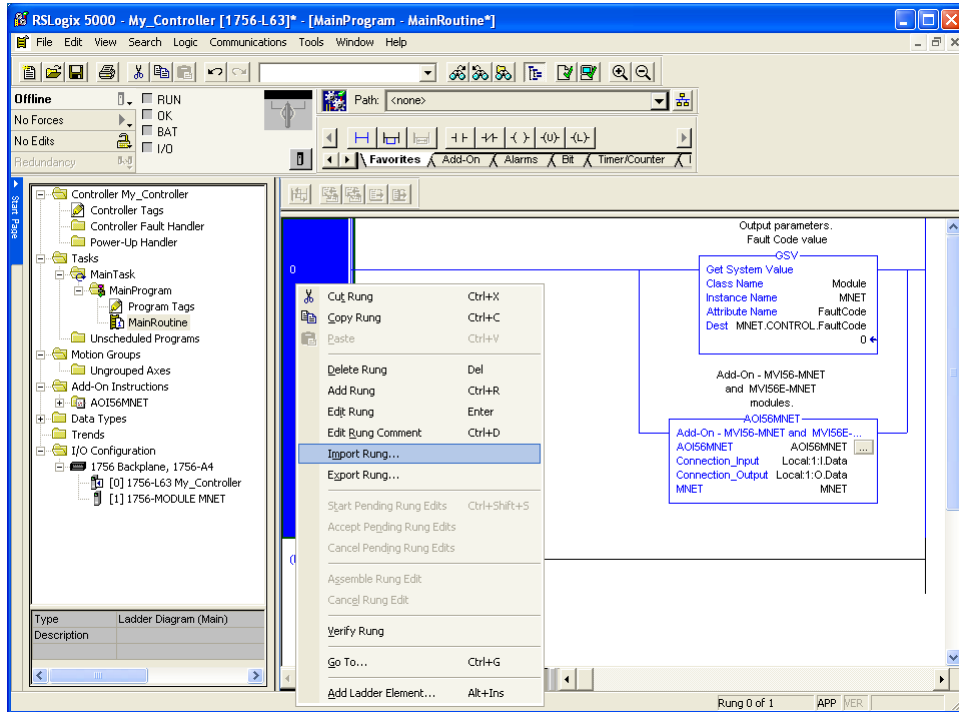 RSLogix 5000 - My_Controller [1756-L63]* - [MainProgram - MainRoutine*]
File Edit View Search Logic Communications Tools Window Help
Offline
RUN
No Forces
OK
No Edits
BAT
Redundancy
I/O
Path: <none>
Favorites Add-On Alarms Bit Timer/Counter
Start Page
Controller My_Controller
Controller Tags
Controller Fault Handler
Power-Up Handler
Tasks
MainTask
MainProgram
Program Tags
MainRoutine
Unscheduled Programs
Motion Groups
Ungrouped Axes
Add-On Instructions
AOI56MNET
Data Types
Trends
I/O Configuration
1756 Backplane, 1756-A4
[0] 1756-L63 My_Controller
[1] 1756-MODULE MNET
Type Ladder Diagram (Main)
Description
0
Cut Rung Ctrl+X
Copy Rung Ctrl+C
Paste Ctrl+V
Delete Rung Del
Add Rung Ctrl+R
Edit Rung Enter
Edit Rung Comment Ctrl+D
Import Rung...
Export Rung...
Start Pending Rung Edits Ctrl+Shift+S
Accept Pending Rung Edits
Cancel Pending Rung Edits
Assemble Rung Edit
Cancel Rung Edit
Verify Rung
Go To... Ctrl+G
Add Ladder Element... Alt+Ins
Output parameters.
Fault Code value
GSV
Get System Value
Class Name Module
Instance Name MNET
Attribute Name FaultCode
Dest MNET.CONTROL.FaultCode
0
Add-On - MVI56-MNET
and MVI56E-MNET
modules.
AOI56MNET
Add-On - MVI56-MNET and MVI56E-...
AOI56MNET AOI56MNET ...
Connection_Input Local:1:I.Data
Connection_Output Local:1:O.Data
MNET MNET
Rung 0 of 1 APP VER